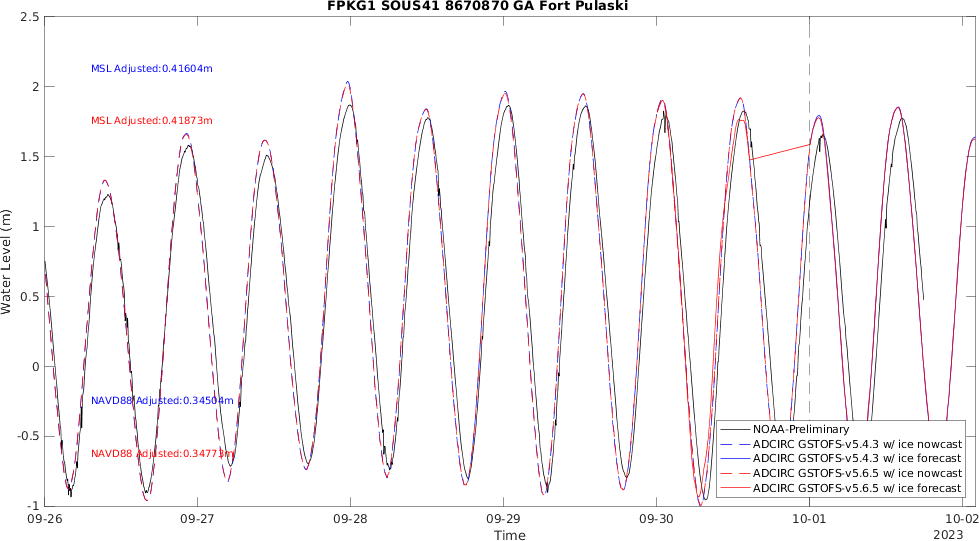 FPKG1 SOUS41 8670870 GA Fort Pulaski
2.5
2
1.5
1
0.5
0
-0.5
-1
Water Level (m)
MSL Adjusted:0.41604m
MSL Adjusted:0.41873m
NAVD88 Adjusted:0.34504m
NAVD88 Adjusted:0.34773m
NOAA-Preliminary
ADCIRC GSTOFS-v5.4.3 w/ ice nowcast
ADCIRC GSTOFS-v5.4.3 w/ ice forecast
ADCIRC GSTOFS-v5.6.5 w/ ice nowcast
ADCIRC GSTOFS-v5.6.5 w/ ice forecast
09-26 09-27 09-28 09-29 09-30 10-01 10-02
Time
2023